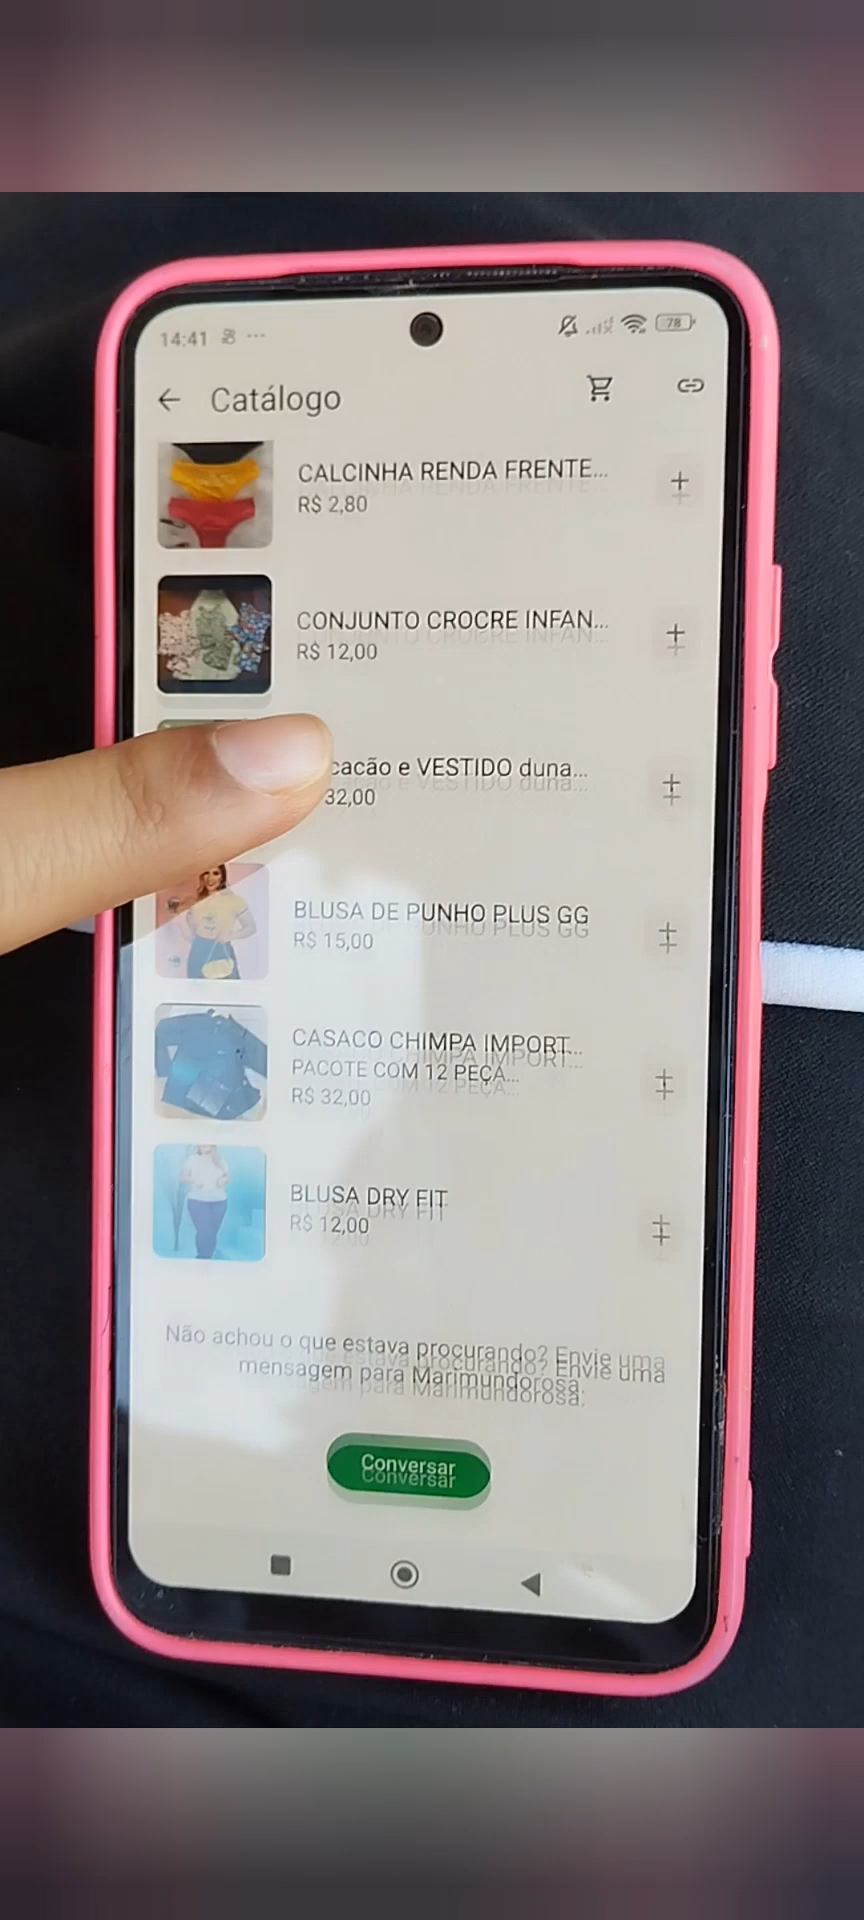 14:41
78
Catálogo
CALCINHA RENDA FRENTE...
R$ 2,80
CONJUNTO CROCRE INFAN...
R$ 12,00
cacão e VESTIDO duna...
32,00
BLUSA DE PUNHO PLUS GG
R$ 15,00
CASACO CHIMPA IMPORT...
PACOTE COM 12 PEÇA...
R$ 32,00
BLUSA DRY FIT
R$ 12,00
Não achou o que estava procurando? Envie uma
mensagem para Marimundorosa.
Conversar